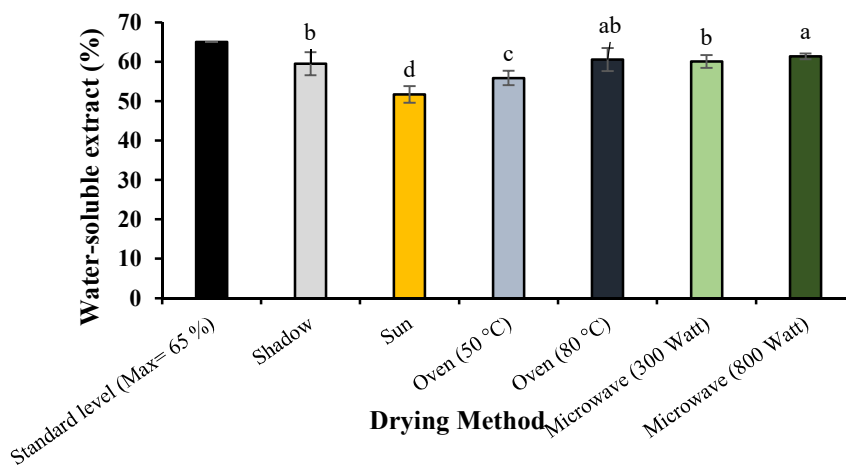 Water-soluble extract (%)
70
60
50
40
30
20
10
0
b
d
c
ab
b
a
Standard level (Max= 65 %)
Shadow
Sun
Oven (50 °C)
Oven (80 °C)
Microwave (300 Watt)
Microwave (800 Watt)
Drying Method